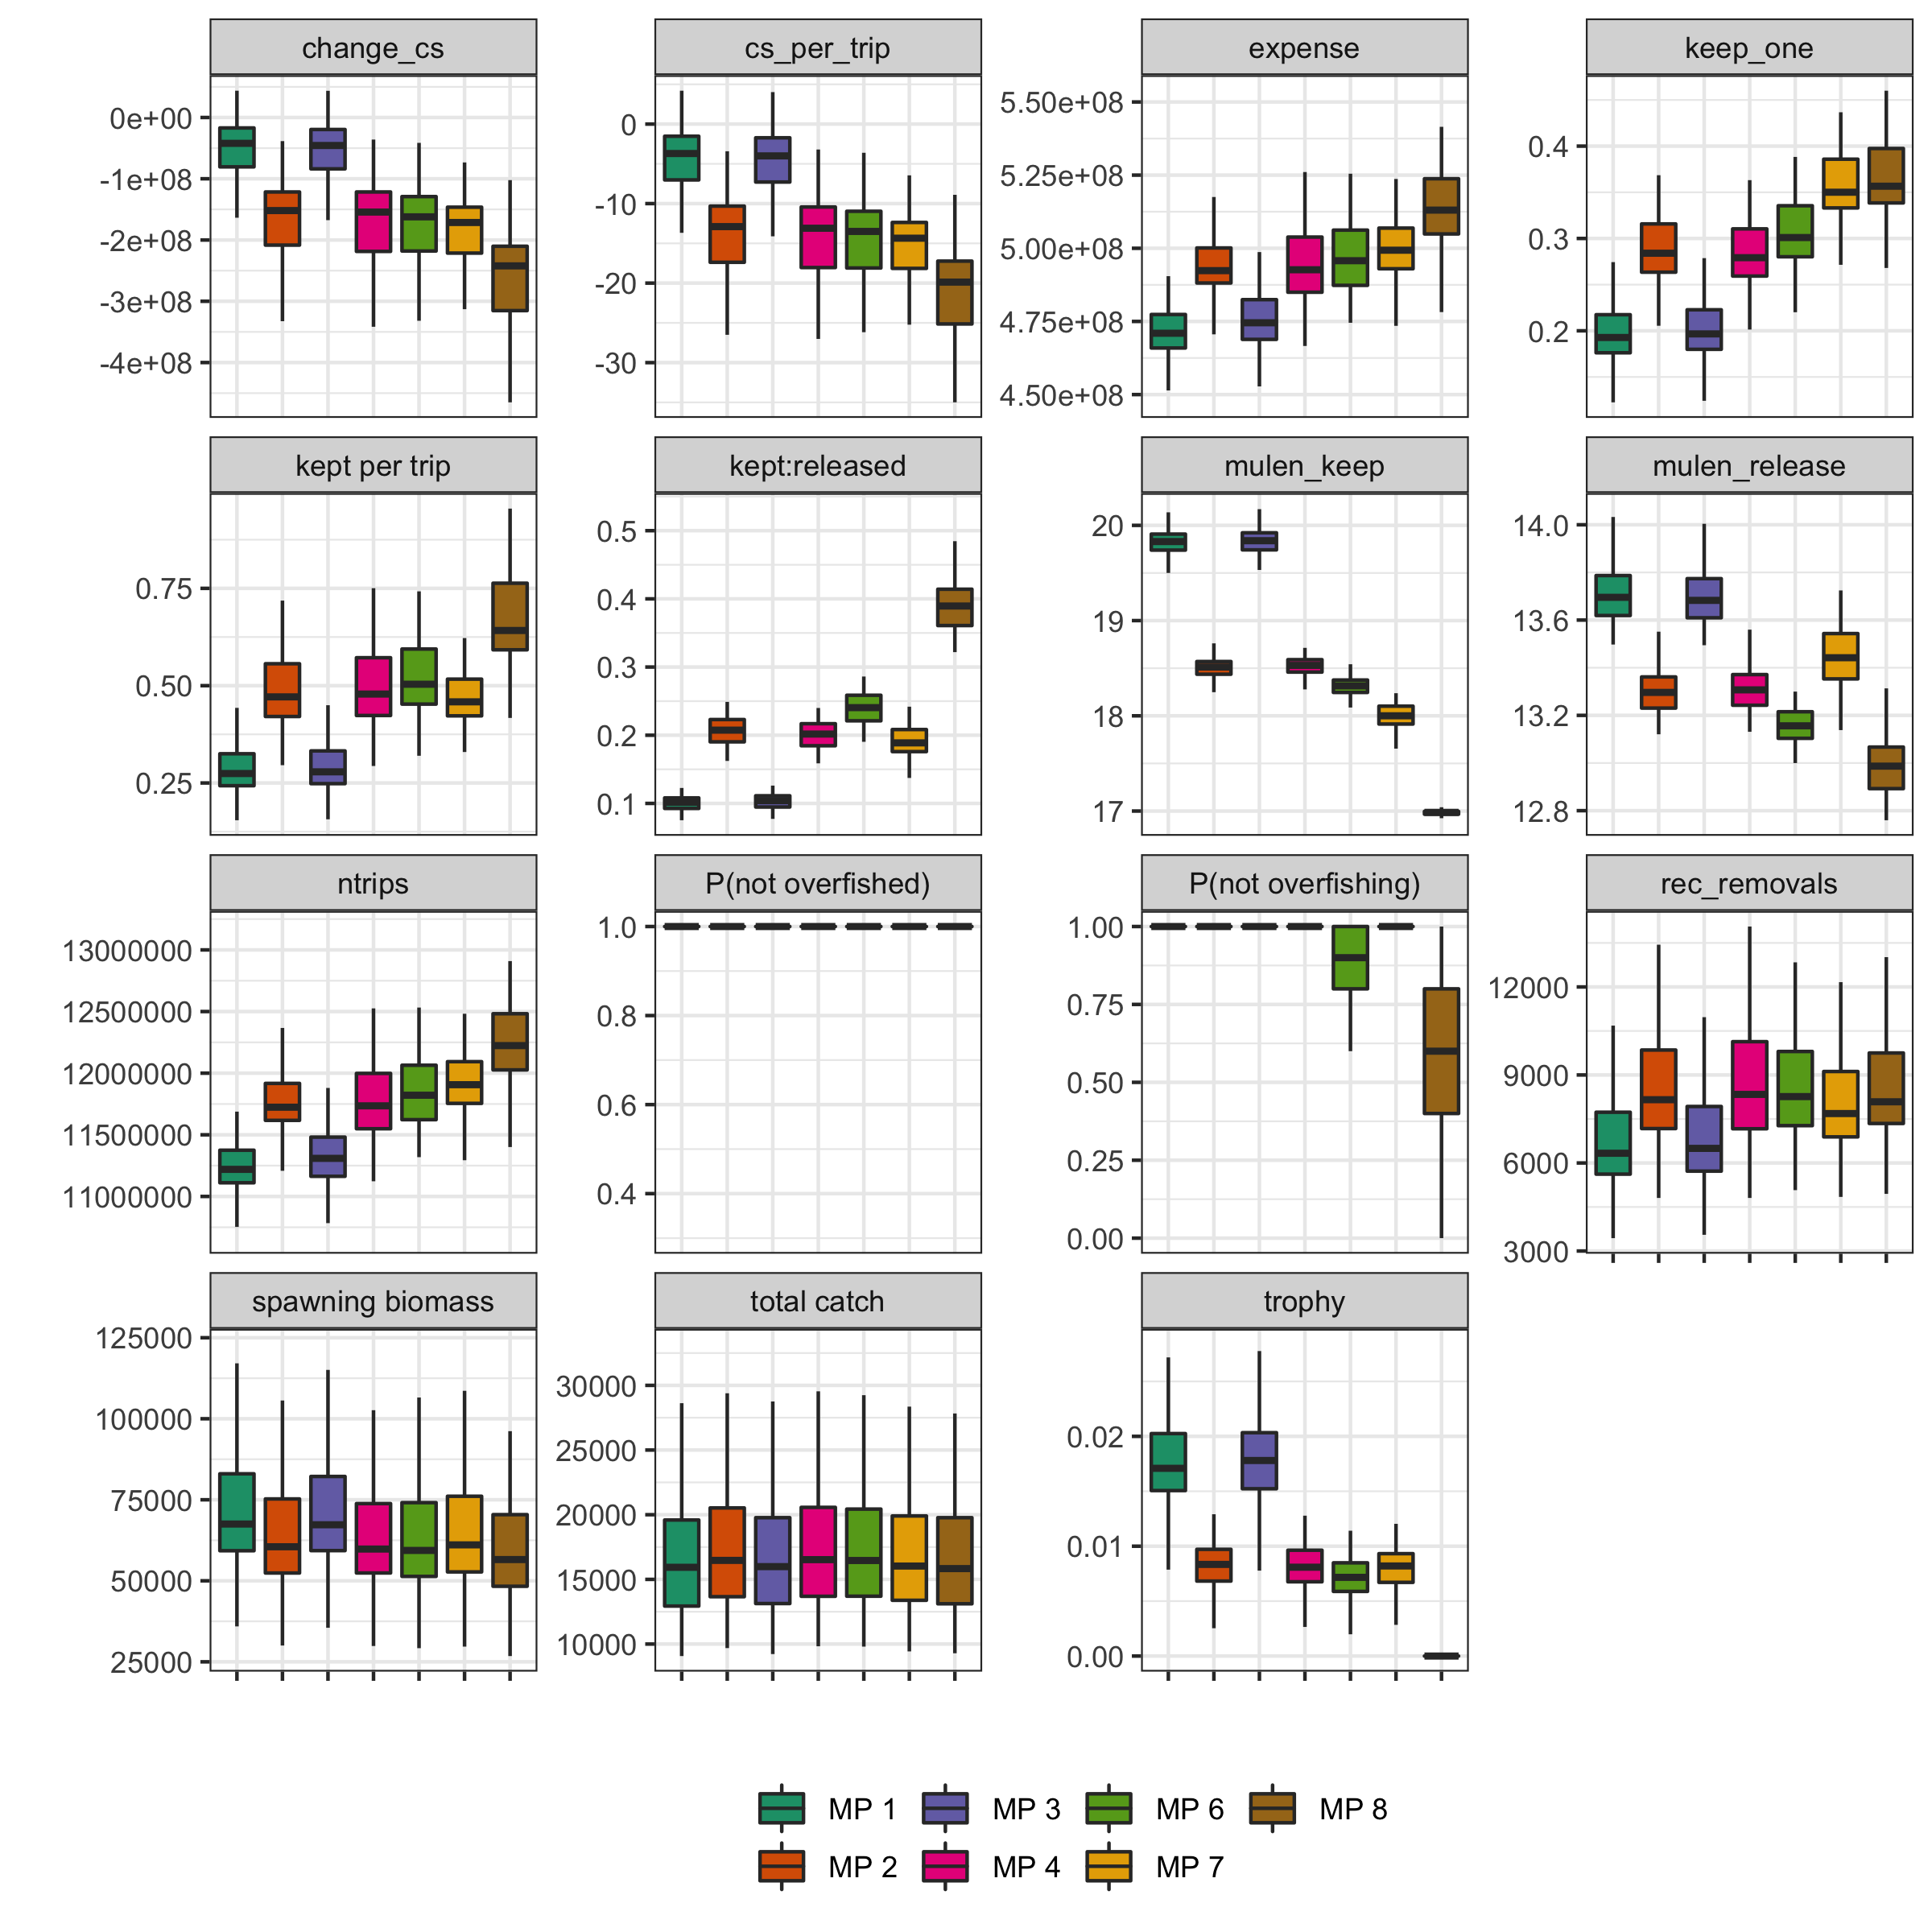 change_cs
cs_per_trip
expense
keep_one
0e+00
-1e+08
-2e+08
-3e+08
-4e+08
0
-10
-20
-30
5.50e+08
5.25e+08
5.00e+08
4.75e+08
4.50e+08
0.4
0.3
0.2
kept per trip
kept:released
mulen_keep
mulen_release
0.75
0.50
0.25
0.5
0.4
0.3
0.2
0.1
20
19
18
17
14.0
13.6
13.2
12.8
ntrips
P(not overfished)
P(not overfishing)
rec_removals
13000000
12500000
12000000
11500000
11000000
1.0
0.8
0.6
0.4
1.00
0.75
0.50
0.25
0.00
12000
9000
6000
3000
spawning biomass
total catch
trophy
125000
100000
75000
50000
25000
30000
25000
20000
15000
10000
0.02
0.01
0.00
MP 1 MP 3 MP 6 MP 8
MP 2 MP 4 MP 7